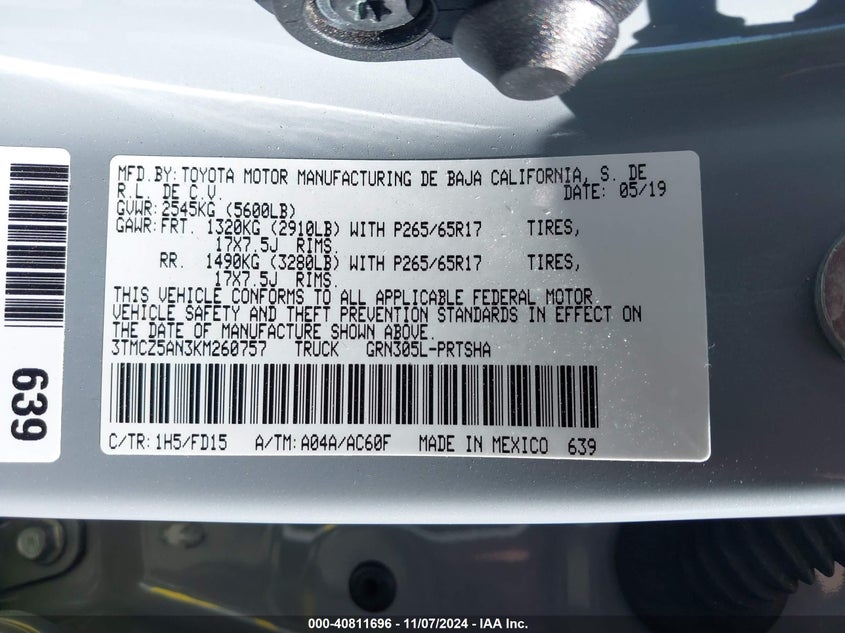 MFD.BY: TOYOTA MOTOR MANUFACTURING DE BAJA CALIFORNIA, S. DE
R.L. DE C.V. DATE: 05/19
GVWR: 2545KG (5600LB)
GAWR: FRT. 1320KG (2910LB) WITH P265/65R17 TIRES,
17X7.5J RIMS.
RR. 1490KG (3280LB) WITH P265/65R17 TIRES,
17X7.5J RIMS.
THIS VEHICLE CONFORMS TO ALL APPLICABLE FEDERAL MOTOR
VEHICLE SAFETY AND THEFT PREVENTION STANDARDS IN EFFECT ON
THE DATE OF MANUFACTURE SHOWN ABOVE.
3TMCZ5AN3KM260757 TRUCK GRN305L-PRTSHA
C/TR: 1H5/FD15 A/TM: A04A/AC60F MADE IN MEXICO 639
639
000-40811696 - 11/07/2024 - IAA Inc.